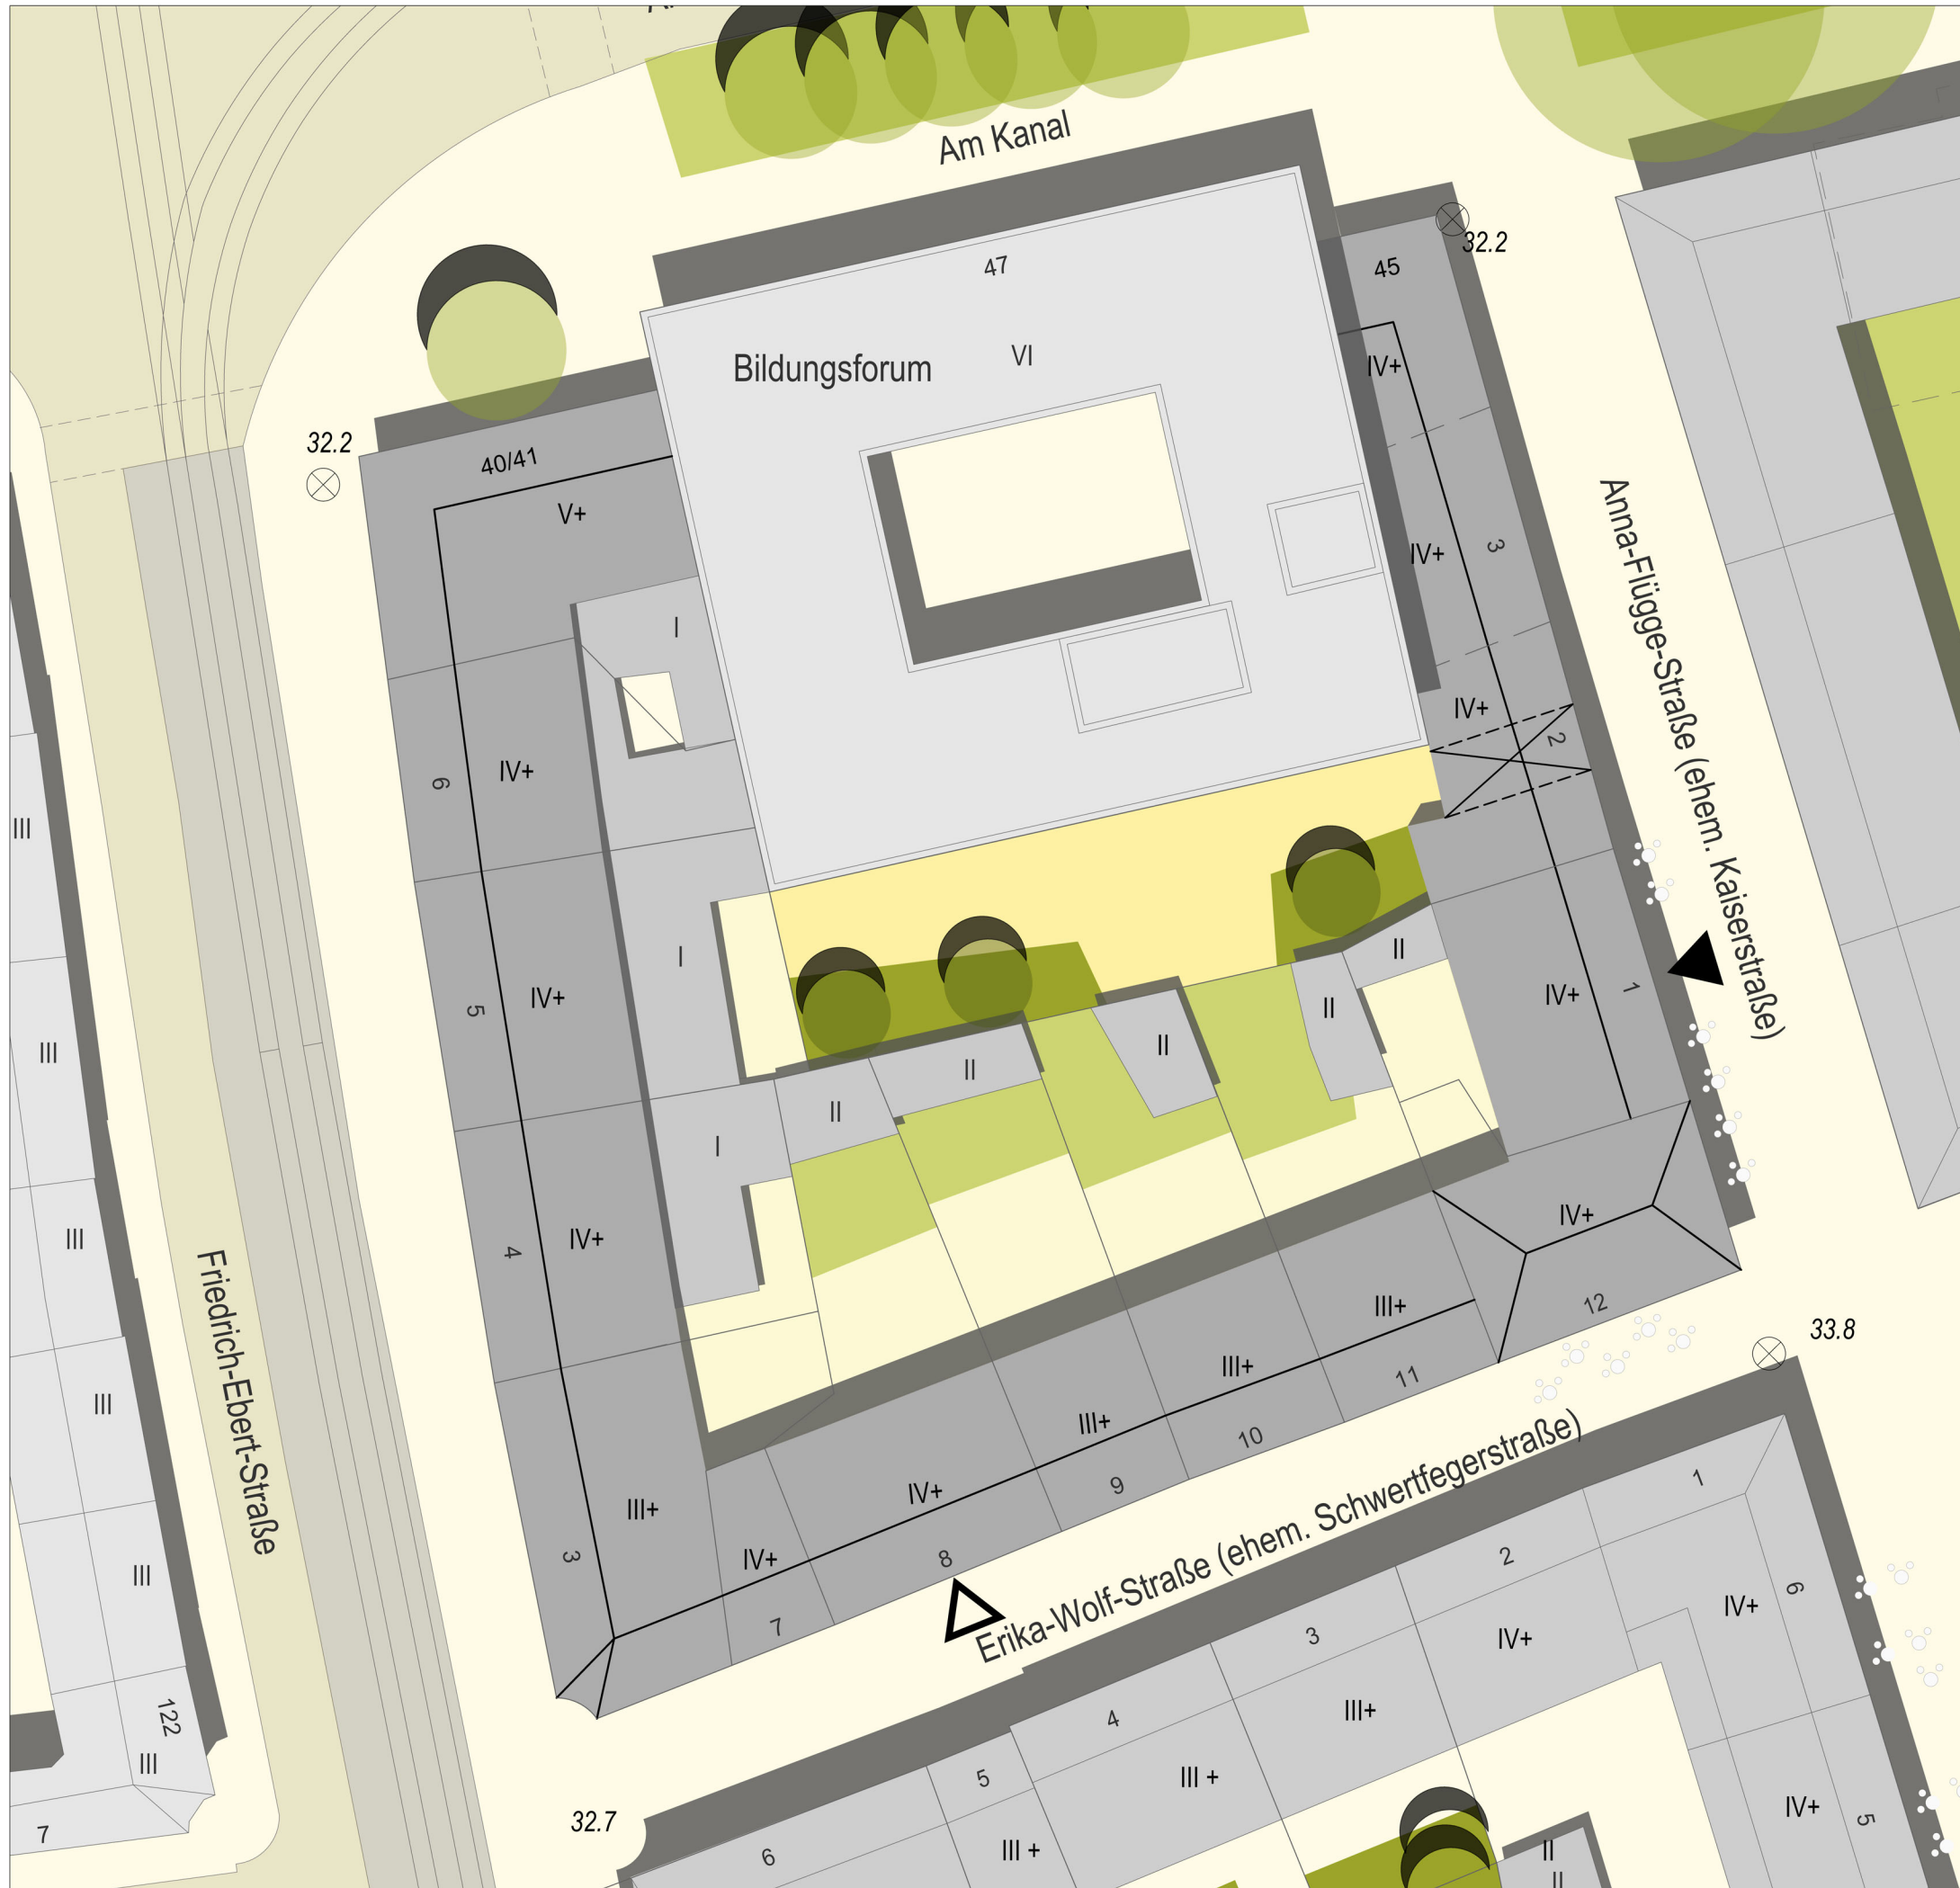 Am Kanal
47
45
32.2
Bildungsforum
VI
IV+
32.2
40/41
V+
IV+
3
Anna-Flügge-Straße (ehem. Kaiserstraße)
I
IV+
2
6
IV+
III
I
II
II
5
IV+
IV+
1
II
II
II
II
III
I
4
IV+
III
IV+
12
33.8
III+
III+
11
III
III+
10
Friedrich-Ebert-Straße
9
IV+
III+
3
IV+
8
7
Erika-Wolf-Straße (ehem. Schwertfegerstraße)
1
2
6
IV+
IV+
3
III+
4
III +
5
III +
6
IV+
5
II
II
32.7
III
122
III
7